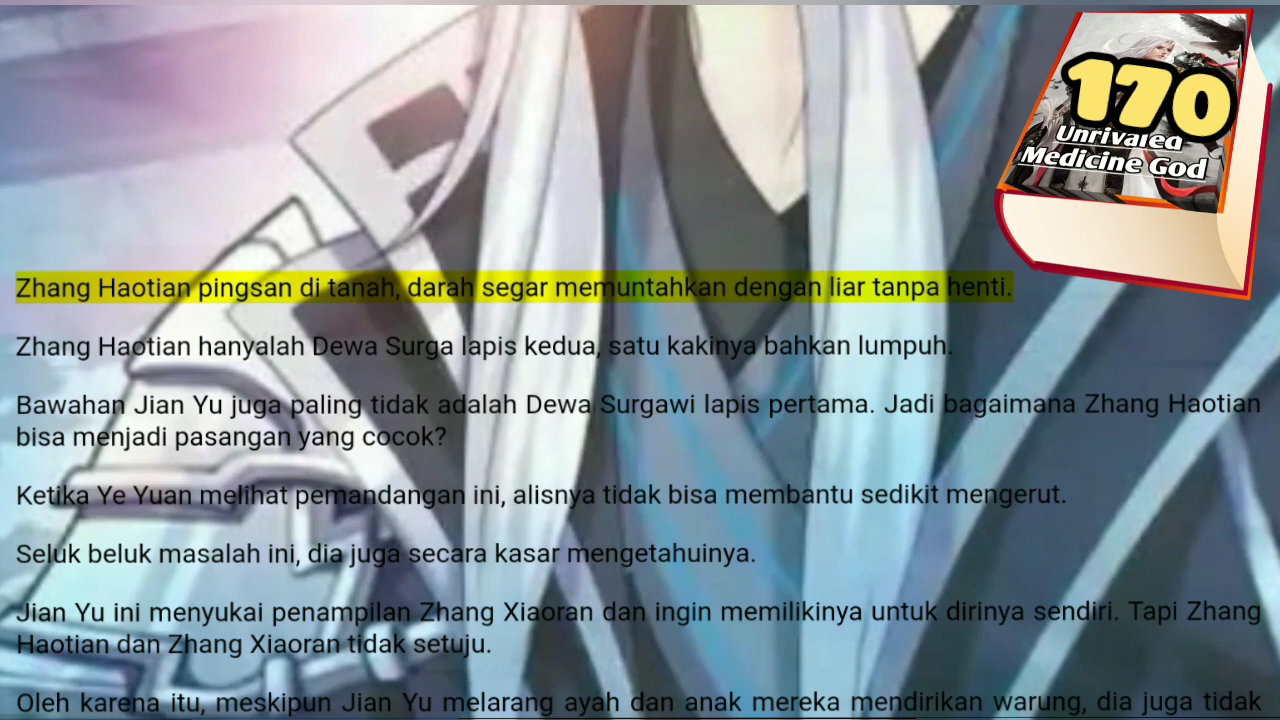 170
Unrivaled
Medicine God
Zhang Haotian pingsan di tanah, darah segar memuntahkan dengan liar tanpa henti.
Zhang Haotian hanyalah Dewa Surga lapis kedua, satu kakinya bahkan lumpuh.
Bawahan Jian Yu juga paling tidak adalah Dewa Surgawi lapis pertama. Jadi bagaimana Zhang Haotian
bisa menjadi pasangan yang cocok?
Ketika Ye Yuan melihat pemandangan ini, alisnya tidak bisa membantu sedikit mengerut.
Seluk beluk masalah ini, dia juga secara kasar mengetahuinya.
Jian Yu ini menyukai penampilan Zhang Xiaoran dan ingin memilikinya untuk dirinya sendiri. Tapi Zhang
Haotian dan Zhang Xiaoran tidak setuju.
Oleh karena itu, meskipun Jian Yu melarang ayah dan anak mereka mendirikan warung, dia juga tidak